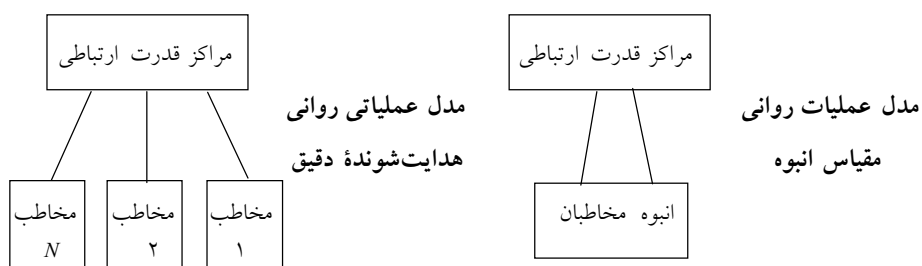 مدل عملیات روانی
مقیاس انبوه
مراکز قدرت ارتباطی
انبوه مخاطبان
مدل عملیاتی روانی
هدایت‌شوندهٔ دقیق
مراکز قدرت ارتباطی
مخاطب
۱
مخاطب
۲
مخاطب
N